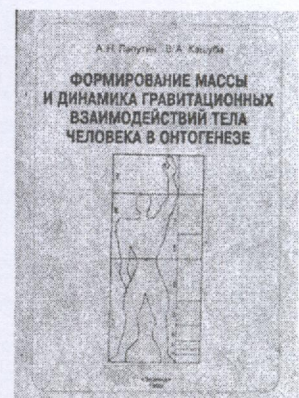 А. Н. Лапутин В. А. Кашуба
ФОРМИРОВАНИЕ МАССЫ
И ДИНАМИКА ГРАВИТАЦИОННЫХ
ВЗАИМОДЕЙСТВИЙ ТЕЛА
ЧЕЛОВЕКА В ОНТОГЕНЕЗЕ